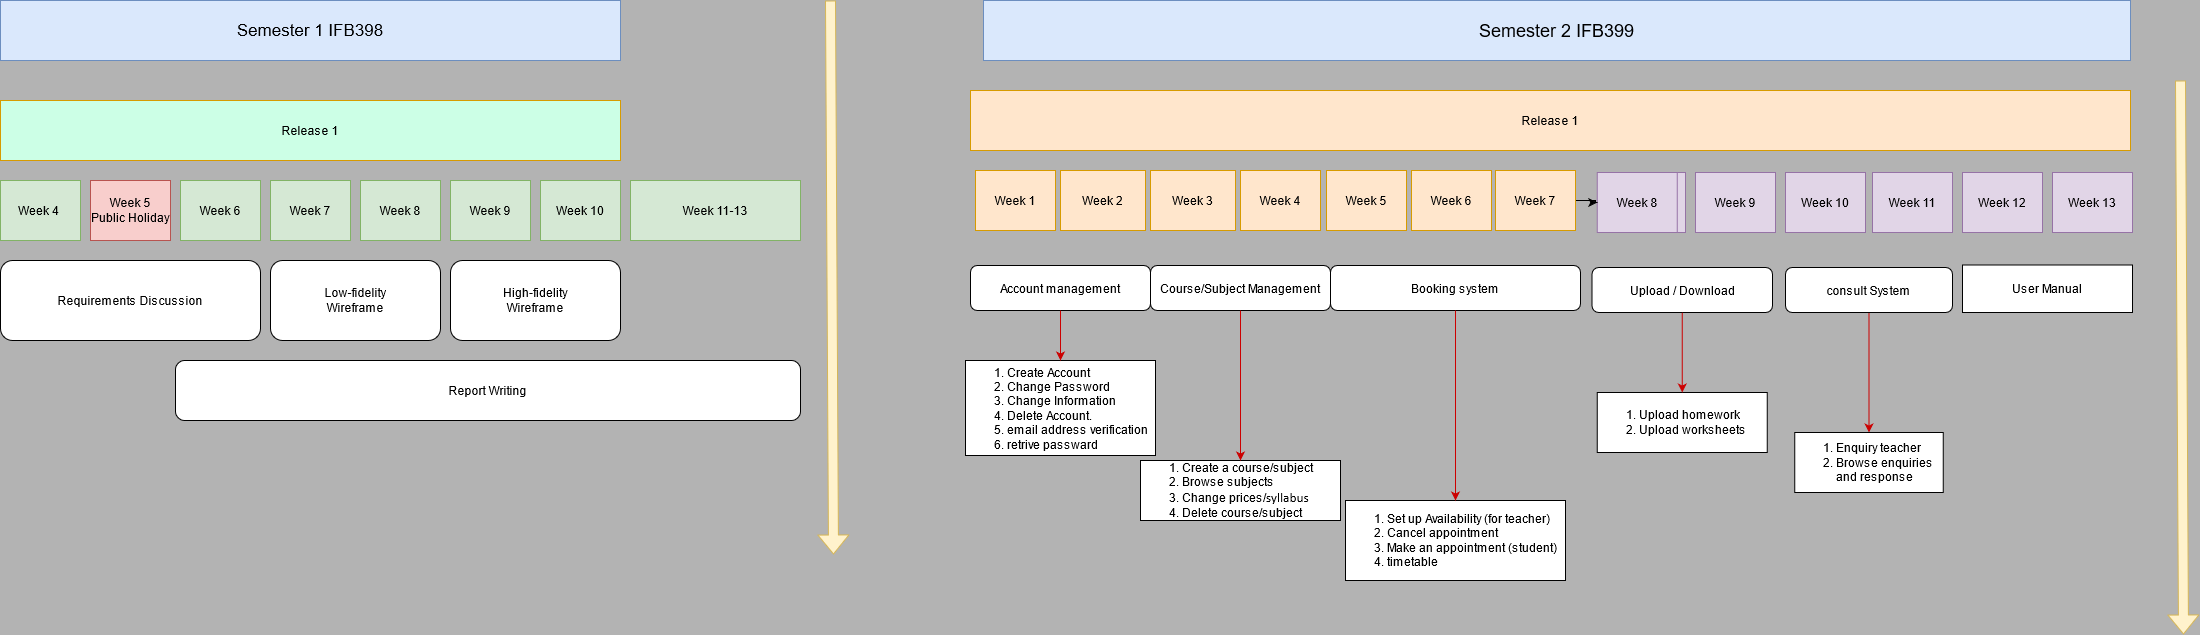 Semester 1 IFB398
Semester 2 IFB399
Release 1
Release 1
Week 4
Week 5
Public Holiday
Week 6
Week 7
Week 8
Week 9
Week 10
Week 11-13
Week 1
Week 2
Week 3
Week 4
Week 5
Week 6
Week 7
Week 8
Week 9
Week 10
Week 11
Week 12
Week 13
Requirements Discussion
Low-fidelity
Wireframe
High-fidelity
Wireframe
Report Writing
Account management
Course/Subject Management
Booking system
Upload / Download
consult System
User Manual
1. Create Account
2. Change Password
3. Change Information
4. Delete Account.
5. email address verification
6. retrive password
1. Create a course/subject
2. Browse subjects
3. Change prices/syllabus
4. Delete course/subject
1. Set up Availability (for teacher)
2. Cancel appointment
3. Make an appointment (student)
4. timetable
1. Upload homework
2. Upload worksheets
1. Enquiry teacher
2. Browse enquiries
and response